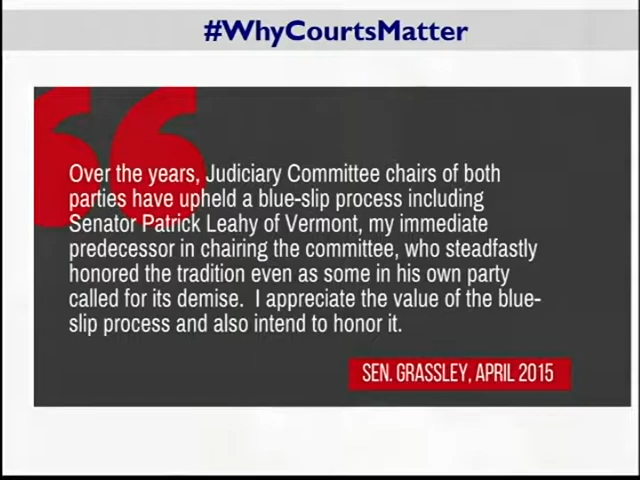 #WhyCourtsMatter
Over the years, Judiciary Committee chairs of both
parties have upheld a blue-slip process including
Senator Patrick Leahy of Vermont, my immediate
predecessor in chairing the committee, who steadfastly
honored the tradition even as some in his own party
called for its demise.  I appreciate the value of the blue-
slip process and also intend to honor it.
SEN. GRASSLEY, APRIL 2015